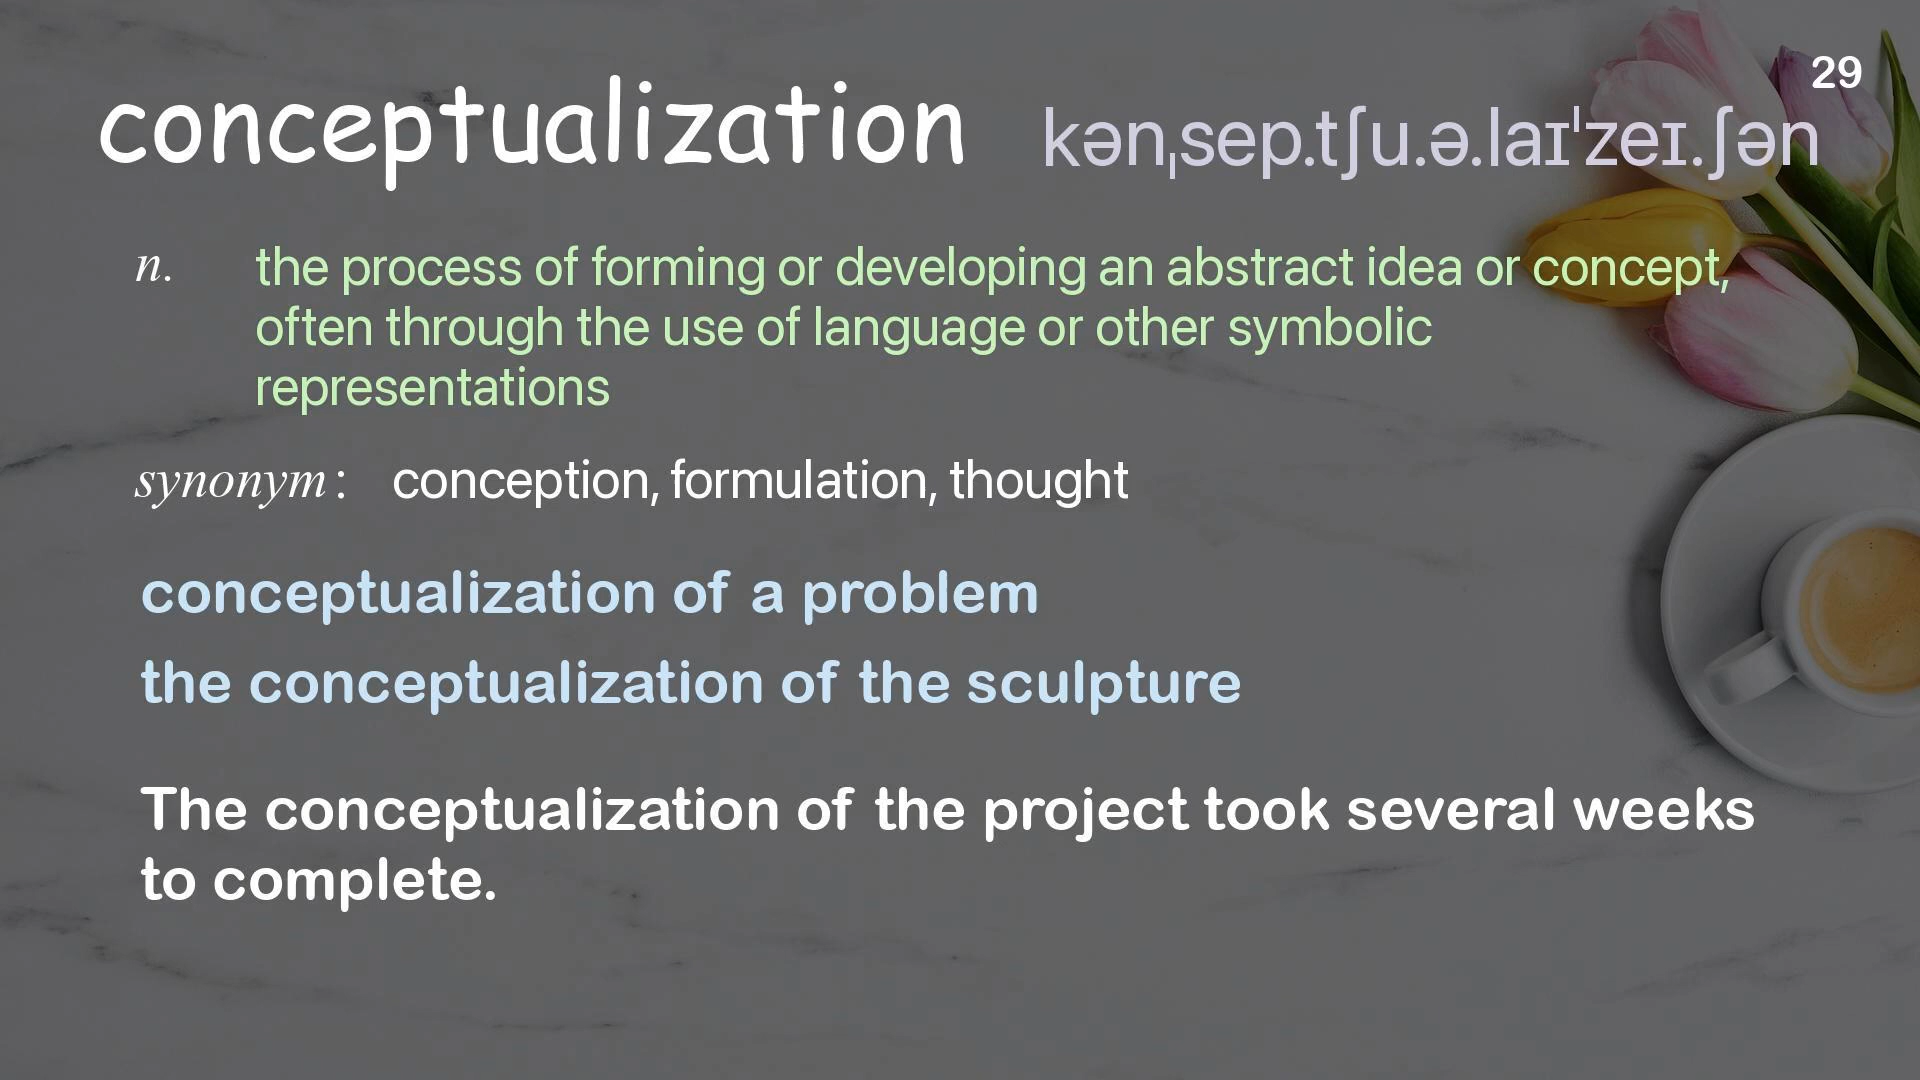 29
conceptualization kənˌsep.tʃu.ə.laɪˈzeɪ.ʃən
n. the process of forming or developing an abstract idea or concept,
often through the use of language or other symbolic
representations
synonym: conception, formulation, thought
conceptualization of a problem
the conceptualization of the sculpture
The conceptualization of the project took several weeks
to complete.